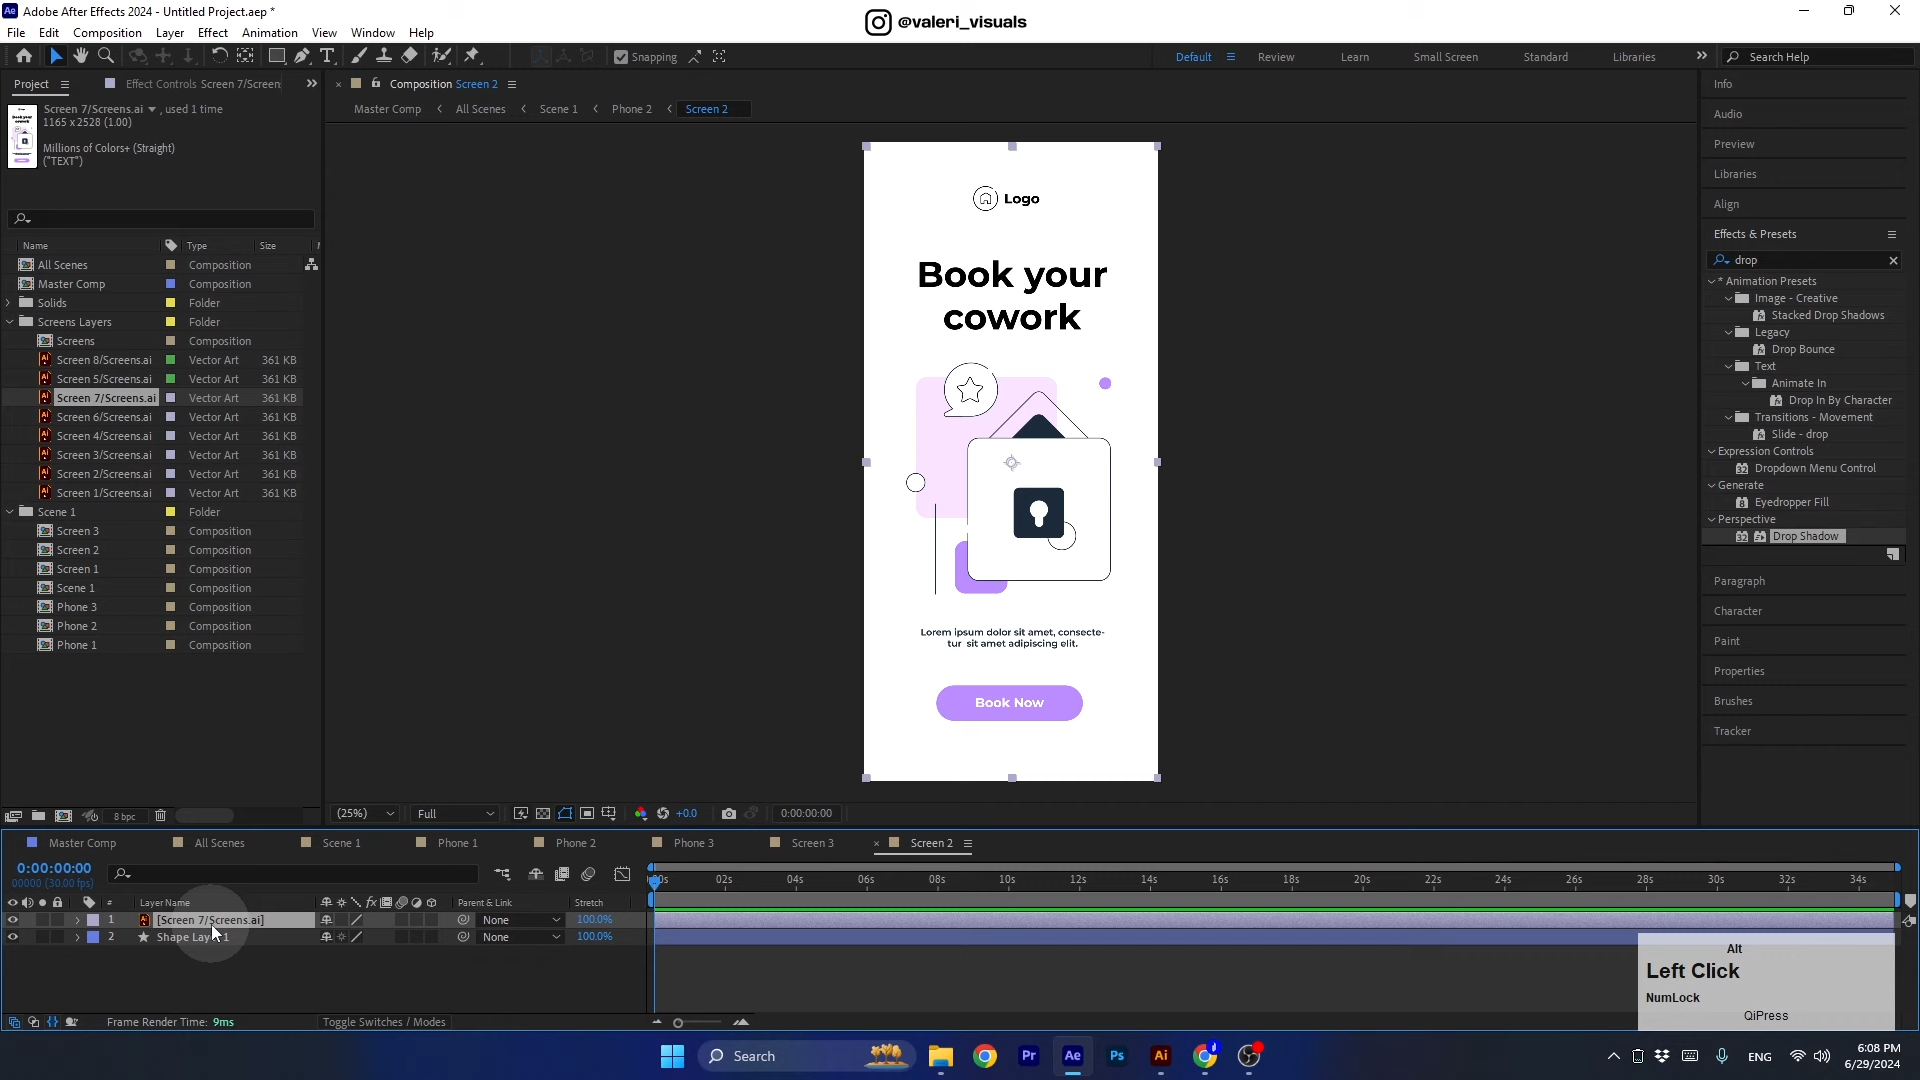 Adobe After Effects 2024 - Untitled Project.aep *
@valeri_visuals
File Edit Composition Layer Effect Animation View Window Help
Snapping
Default Review Learn Small Screen Standard Libraries
Search Help
Project
Effect Controls Screen 7/Screen
Composition Screen 2
Info
Screen 7/Screens.ai , used 1 time
1165 x 2528 (1.00)
Millions of Colors+ (Straight)
("TEXT")
Master Comp All Scenes Scene 1 Phone 2 Screen 2
Audio
Preview
Libraries
Align
Effects & Presets
drop
* Animation Presets
Image - Creative
Stacked Drop Shadows
Legacy
Drop Bounce
Text
Animate In
Drop In By Character
Transitions - Movement
Slide - drop
Expression Controls
Dropdown Menu Control
Generate
Eyedropper Fill
Perspective
Drop Shadow
Paragraph
Character
Paint
Properties
Brushes
Tracker
Name Type Size
All Scenes Composition
Master Comp Composition
Solids Folder
Screens Layers Folder
Screens Composition
Screen 8/Screens.ai Vector Art 361 KB
Screen 5/Screens.ai Vector Art 361 KB
Screen 7/Screens.ai Vector Art 361 KB
Screen 6/Screens.ai Vector Art 361 KB
Screen 4/Screens.ai Vector Art 361 KB
Screen 3/Screens.ai Vector Art 361 KB
Screen 2/Screens.ai Vector Art 361 KB
Screen 1/Screens.ai Vector Art 361 KB
Scene 1 Folder
Screen 3 Composition
Screen 2 Composition
Screen 1 Composition
Scene 1 Composition
Phone 3 Composition
Phone 2 Composition
Phone 1 Composition
Logo
Book your
cowork
Lorem ipsum dolor sit amet, consecte-
tur sit amet adipiscing elit.
Book Now
8 bpc
(25%) Full +0.0 0:00:00:00
Master Comp All Scenes Scene 1 Phone 1 Phone 2 Phone 3 Screen 3 Screen 2
0:00:00:00
00000 (30.00 fps)
02s 04s 06s 08s 10s 12s 14s 16s 18s 20s 22s 24s 26s 28s 30s 32s 34s
# Layer Name Parent & Link Stretch
1 [Screen 7/Screens.ai] None 100.0%
2 Shape Layer 1 None 100.0%
Frame Render Time: 9ms
Toggle Switches / Modes
Alt
Left Click
NumLock
QiPress
Search
Pr Ae Ps Ai
ENG
6:08 PM
6/29/2024